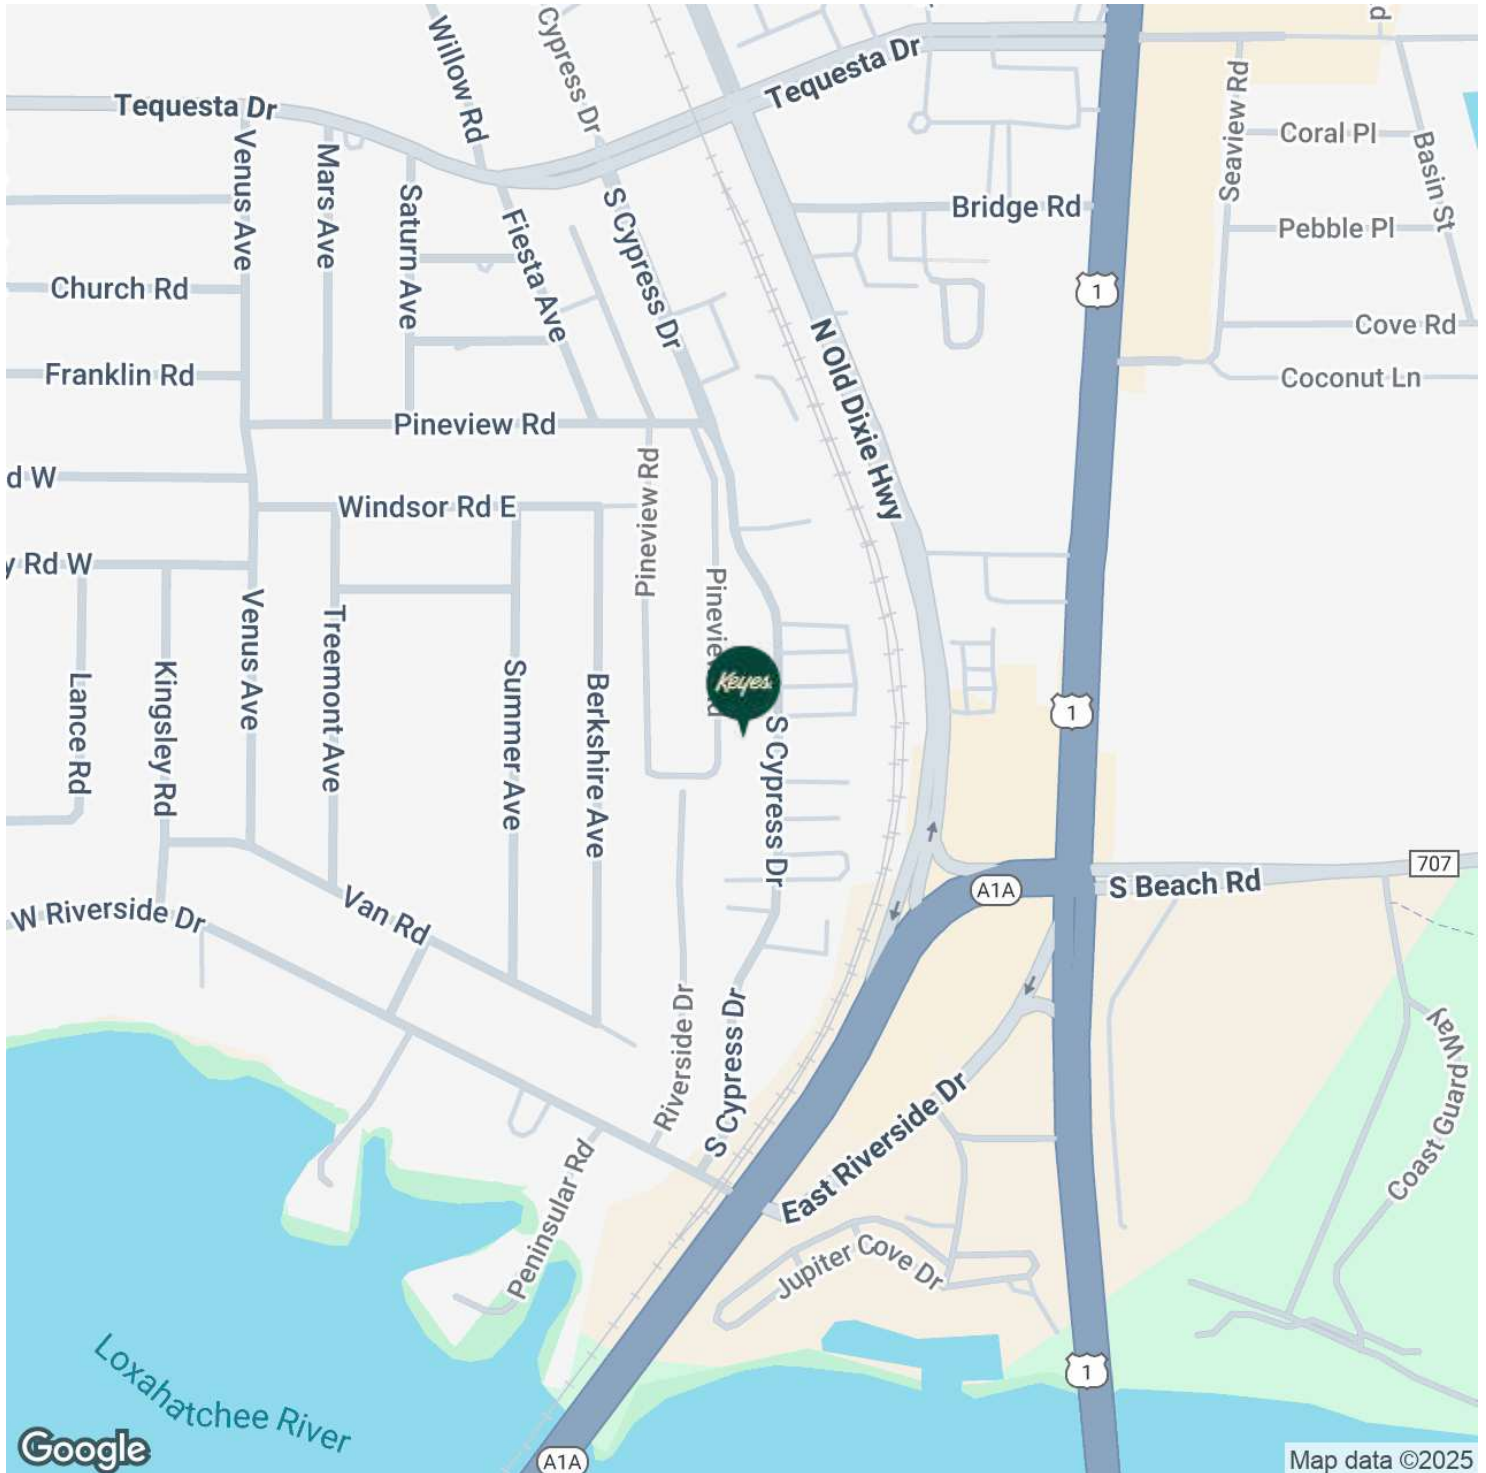 Willow Rd
Cypress Dr
Tequesta Dr
Tequesta Dr
Venus Ave
Mars Ave
Saturn Ave
Fiesta Ave
S Cypress Dr
Bridge Rd
Seaview Rd
Coral Pl
Basin St
Pebble Pl
1
Church Rd
N Old Dixie Hwy
Cove Rd
Franklin Rd
Coconut Ln
Pineview Rd
d W
Windsor Rd E
Pineview Rd
y Rd W
Venus Ave
Treemont Ave
Pineview Rd
Lance Rd
Kingsley Rd
Summer Ave
Berkshire Ave
Keyes
S Cypress Dr
1
707
A1A
S Beach Rd
W Riverside Dr
Van Rd
Riverside Dr
S Cypress Dr
East Riverside Dr
Coast Guard Way
Peninsular Rd
Jupiter Cove Dr
Loxahatchee River
1
Google
A1A
Map data ©2025